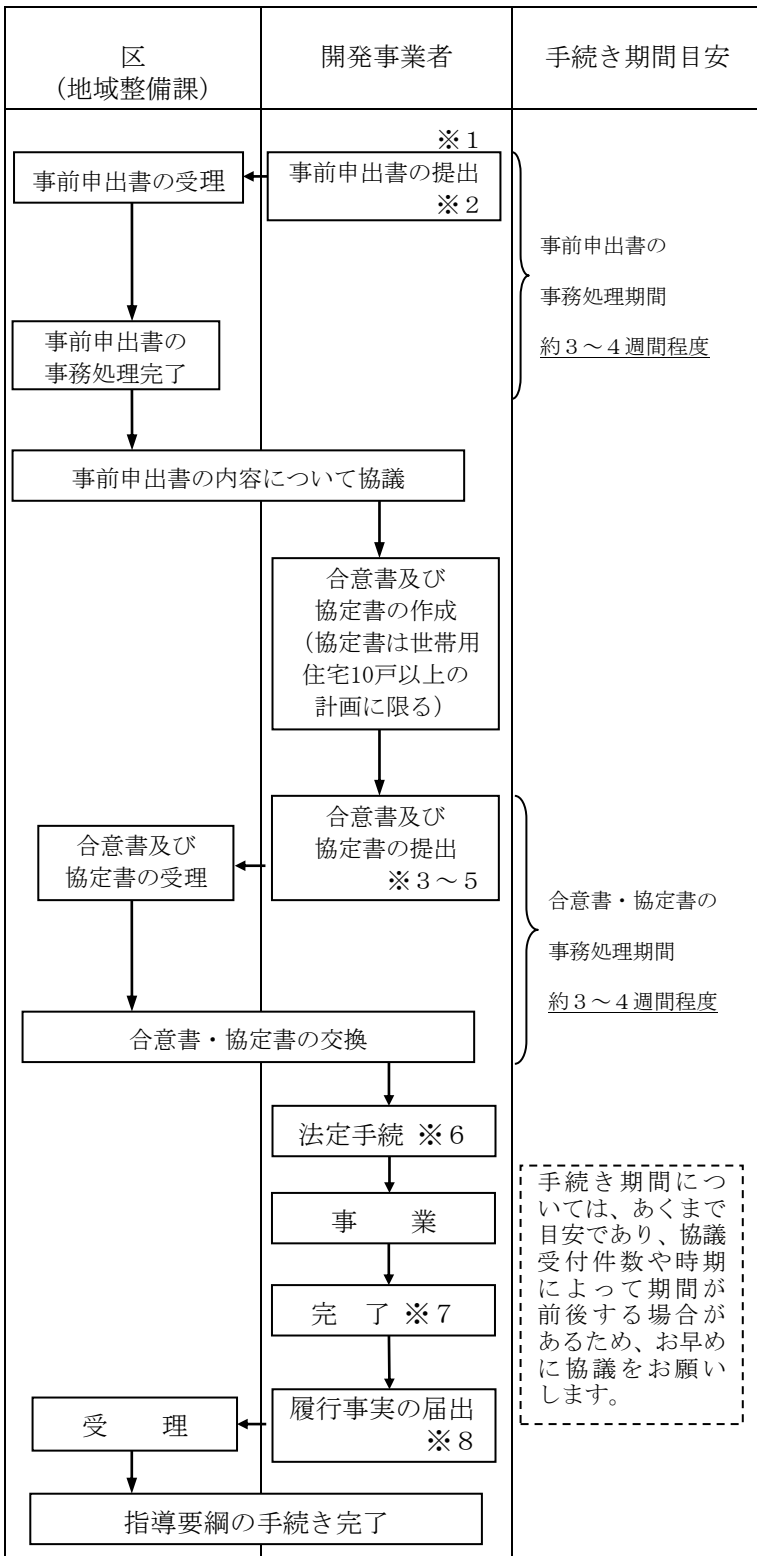 区
(地域整備課)
開発事業者
手続き期間目安
※1
事前申出書の提出
※2
事前申出書の受理
事前申出書の
事務処理期間
約3～4週間程度
事前申出書の
事務処理完了
事前申出書の内容について協議
合意書及び
協定書の作成
(協定書は世帯用
住宅10戸以上の
計画に限る)
合意書及び
協定書の提出
※3～5
合意書及び
協定書の受理
合意書・協定書の
事務処理期間
約3～4週間程度
合意書・協定書の交換
法定手続 ※6
事　業
完　了 ※7
手続き期間につ
いては、あくまで
目安であり、協議
受付件数や時期
によって期間が
前後する場合が
あるため、お早め
に協議をお願い
します。
履行事実の届出
※8
受　理
指導要綱の手続き完了